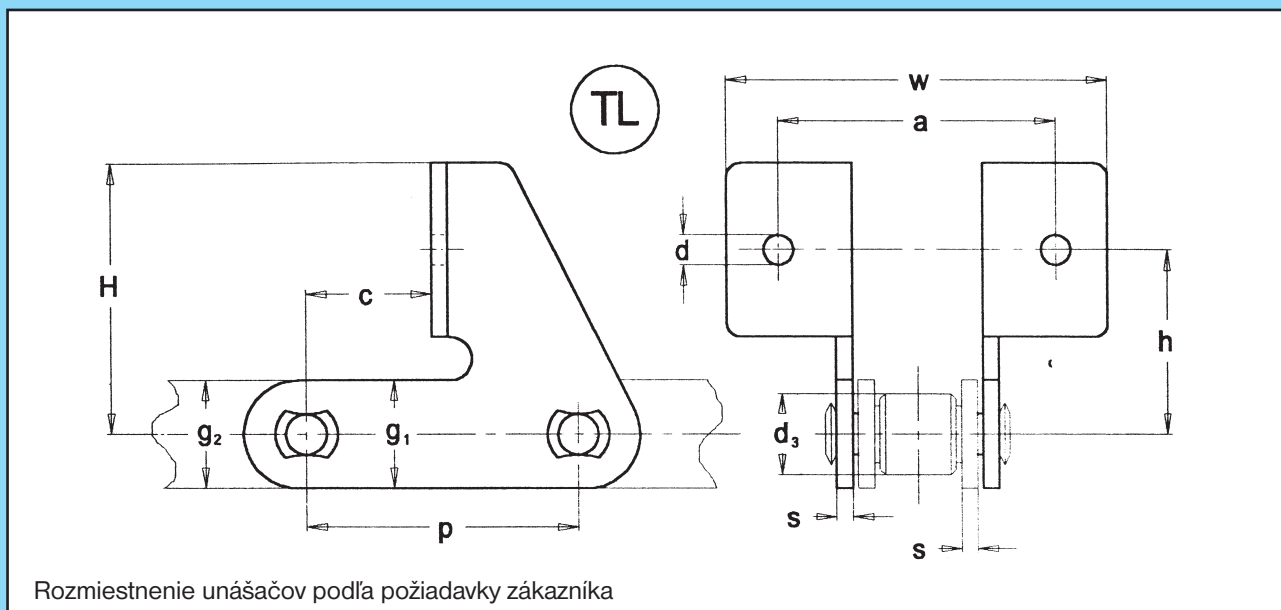 TL
w
a
H
c
d
h
g₂
g₁
d₃
s
p
s
Rozmiestnenie unášačov podľa požiadavky zákazníka